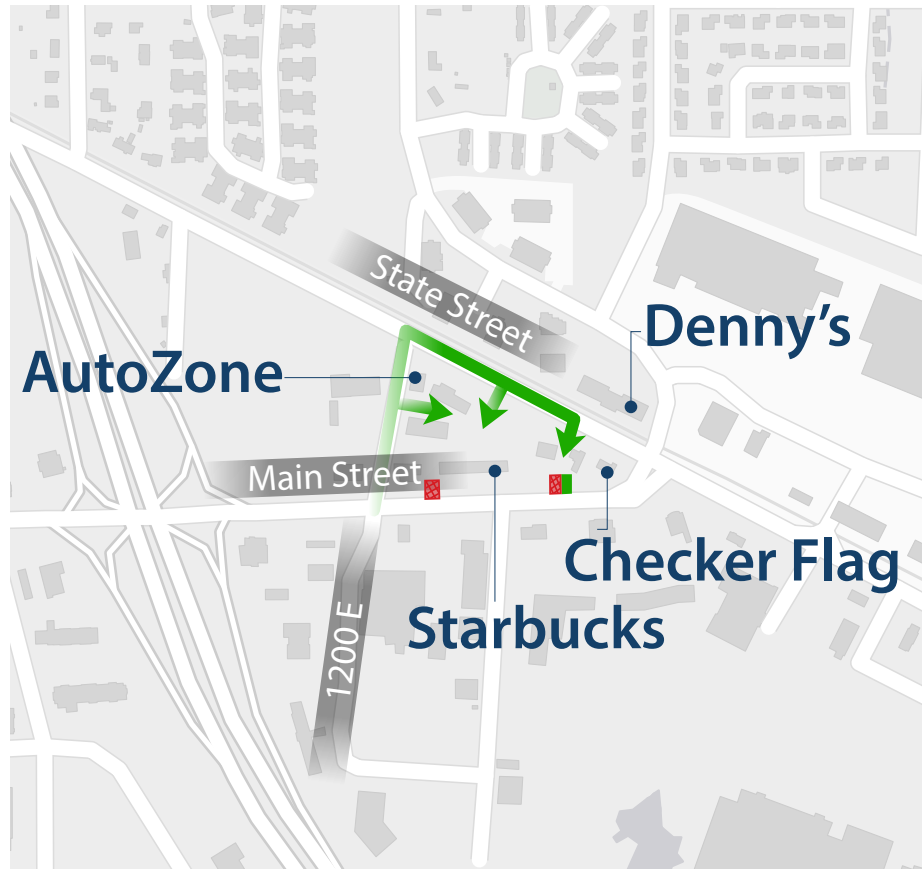 State Street
Denny’s
AutoZone
Main Street
Checker Flag
Starbucks
1200 E